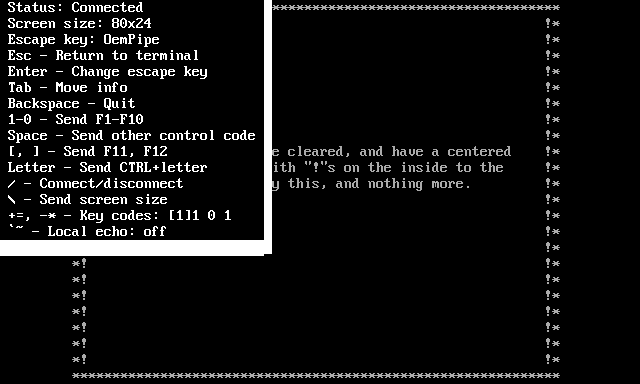 Status: Connected
Screen size: 80x24
Escape key: OemPipe
Esc - Return to terminal
Enter - Change escape key
Tab - Move info
Backspace - Quit
1-0 - Send F1-F10
Space - Send other control code
[, ] - Send F11, F12
Letter - Send CTRL+letter
/ - Connect/disconnect
\ - Send screen size
+=, -* - Key codes: [1]1 0 1
`~ - Local echo: off
************************************
!*
!*
!*
!*
!*
!*
!*
!*
e cleared, and have a centered !*
ith "!"s on the inside to the !*
y this, and nothing more. !*
!*
!*
!*
!*
*! !*
*! !*
*! !*
*! !*
*! !*
*! !*
*! !*
*************************************************************